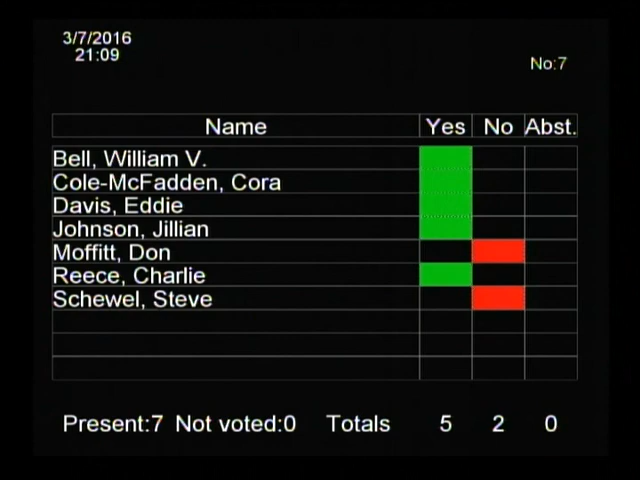 3/7/2016
21:09
No:7
Name Yes No Abst.
Bell, William V.
Cole-McFadden, Cora
Davis, Eddie
Johnson, Jillian
Moffitt, Don
Reece, Charlie
Schewel, Steve
Present:7 Not voted:0 Totals 5 2 0